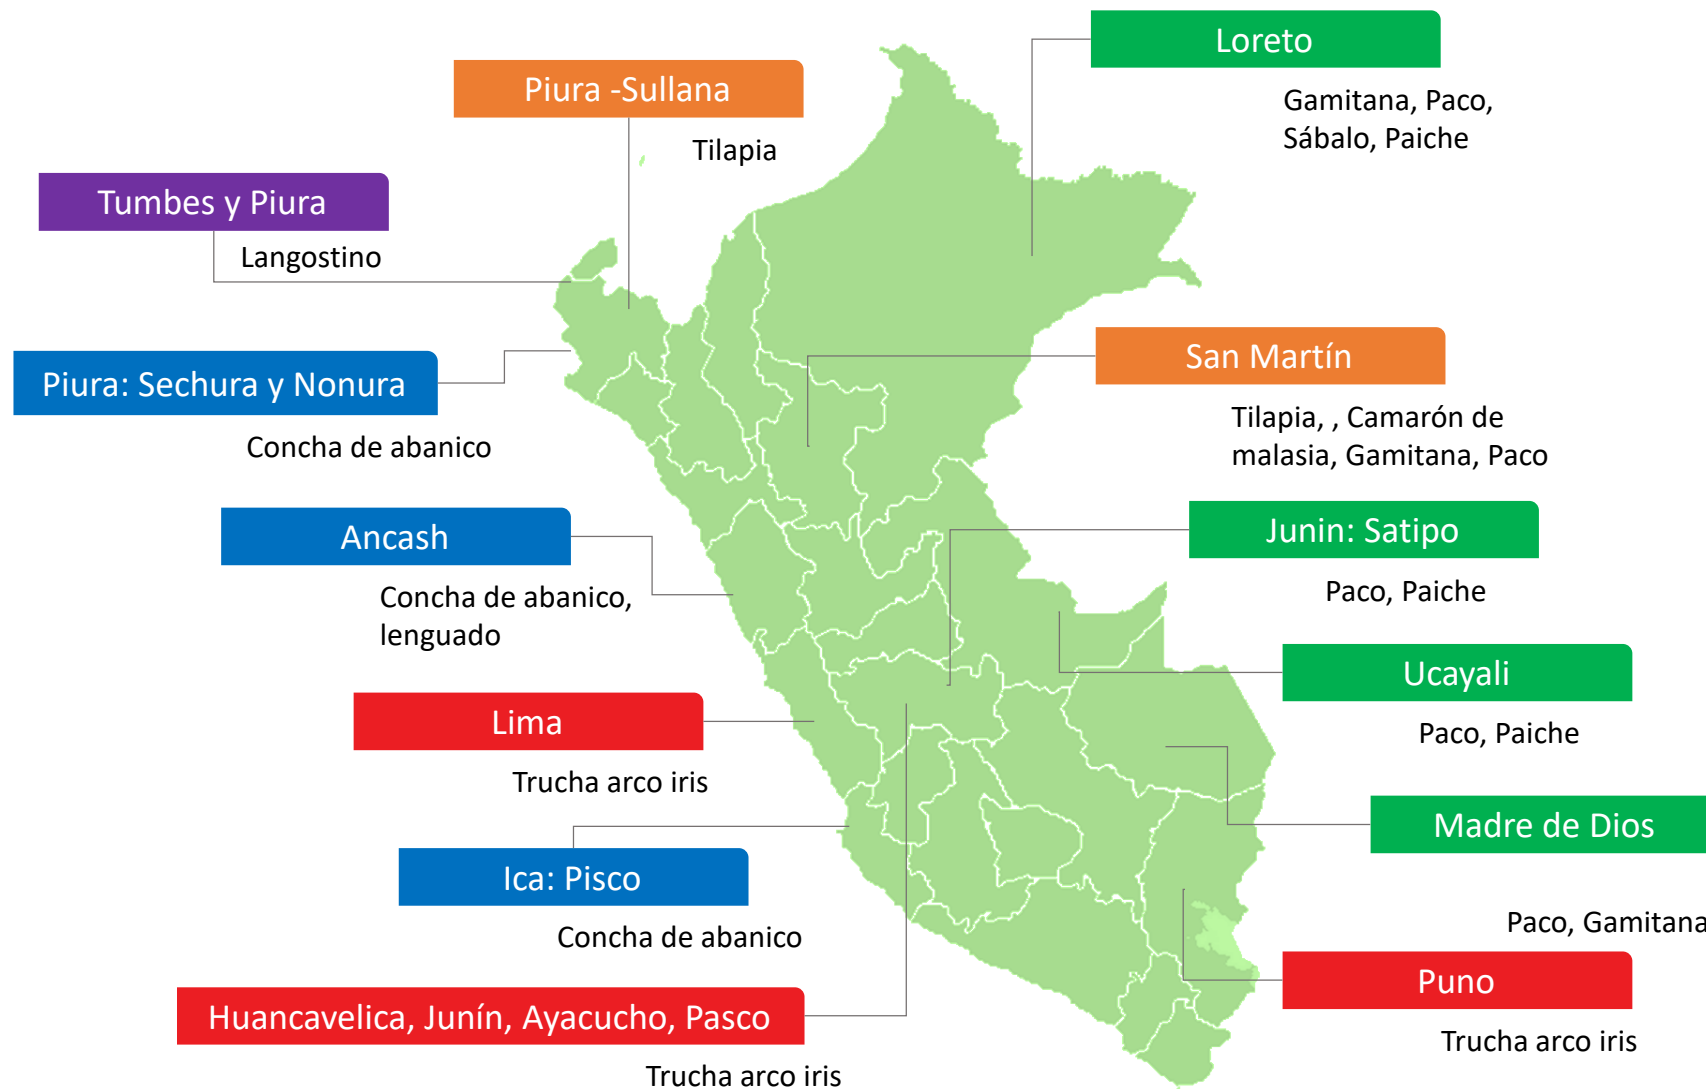 Loreto
Gamitana, Paco,
Sábalo, Paiche
Piura -Sullana
Tilapia
Tumbes y Piura
Langostino
Piura: Sechura y Nonura
Concha de abanico
San Martín
Tilapia, , Camarón de
malasia, Gamitana, Paco
Ancash
Concha de abanico,
lenguado
Junin: Satipo
Paco, Paiche
Ucayali
Paco, Paiche
Lima
Trucha arco iris
Madre de Dios
Paco, Gamitana
Ica: Pisco
Concha de abanico
Puno
Trucha arco iris
Huancavelica, Junín, Ayacucho, Pasco
Trucha arco iris